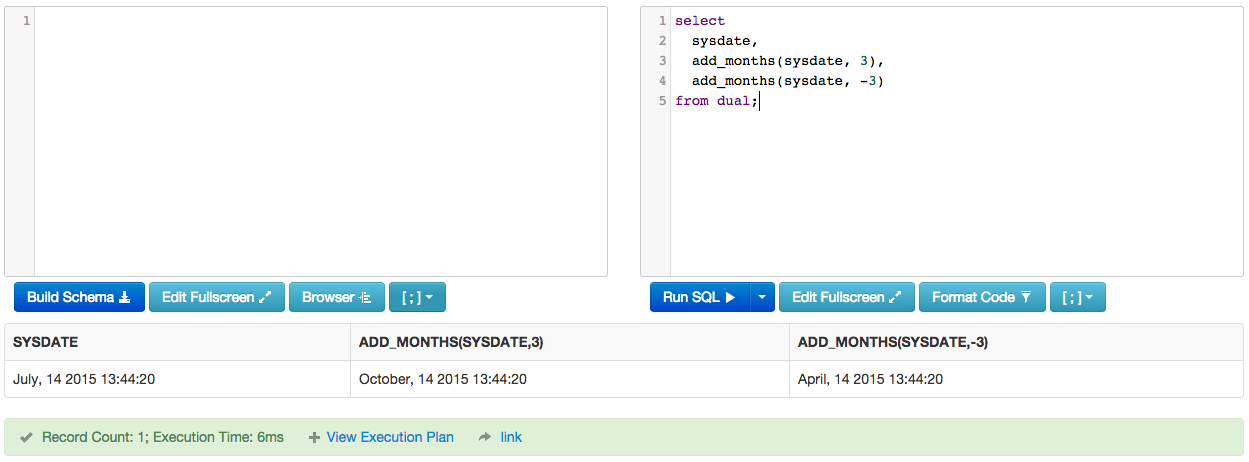 1
1 select
2 sysdate,
3 add_months(sysdate, 3),
4 add_months(sysdate, -3)
5 from dual;
Build Schema Edit Fullscreen Browser [ ; ]
Run SQL Edit Fullscreen Format Code [ ; ]
SYSDATE ADD_MONTHS(SYSDATE,3) ADD_MONTHS(SYSDATE,-3)
July, 14 2015 13:44:20 October, 14 2015 13:44:20 April, 14 2015 13:44:20
Record Count: 1; Execution Time: 6ms View Execution Plan link